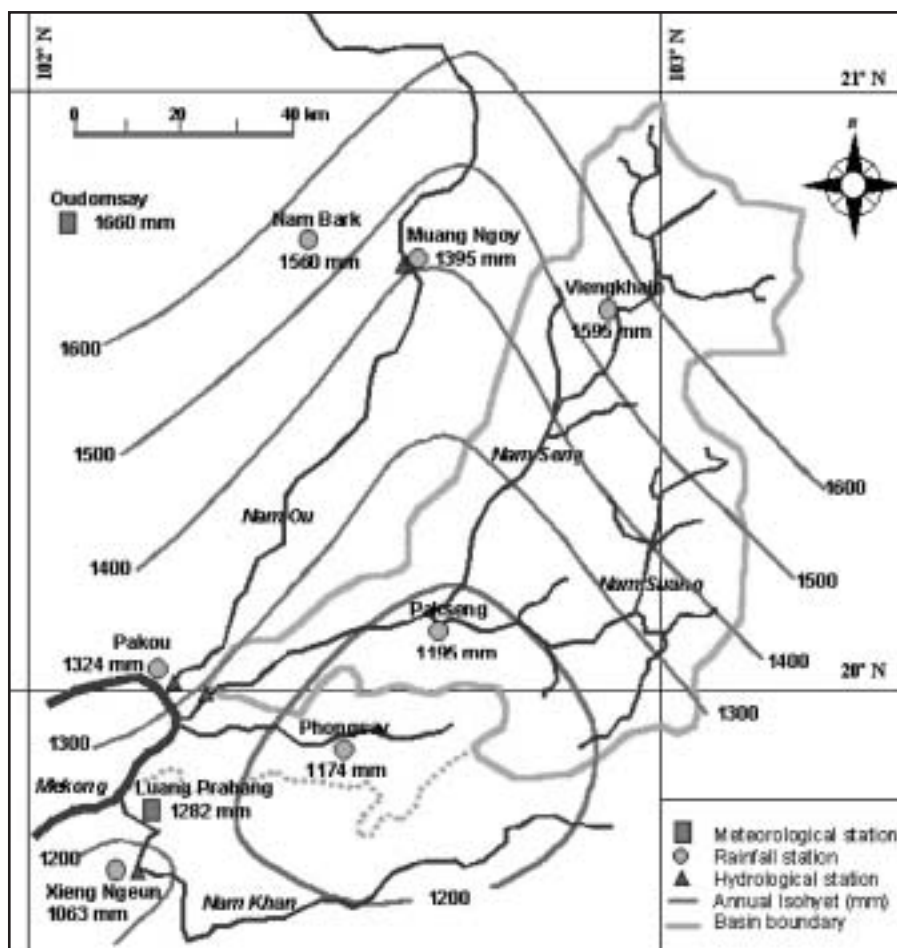 102° N
103° N
21° N
0 20 40 km
N
Oudomsay
1660 mm
Nam Bark
1560 mm
Muang Ngoy
1395 mm
Viengkham
1595 mm
1600
1500
Nam Seng
1600
Nam Ou
1400
1500
Nam Suang
Pakseng
1195 mm
Pakou
1324 mm
1400
20° N
1300
1300
Phongsay
1174 mm
Mekong
Luang Prabang
1282 mm
1200
Xieng Ngeun
1063 mm
Nam Khan
1200
Meteorological station
Rainfall station
Hydrological station
Annual Isohyet (mm)
Basin boundary